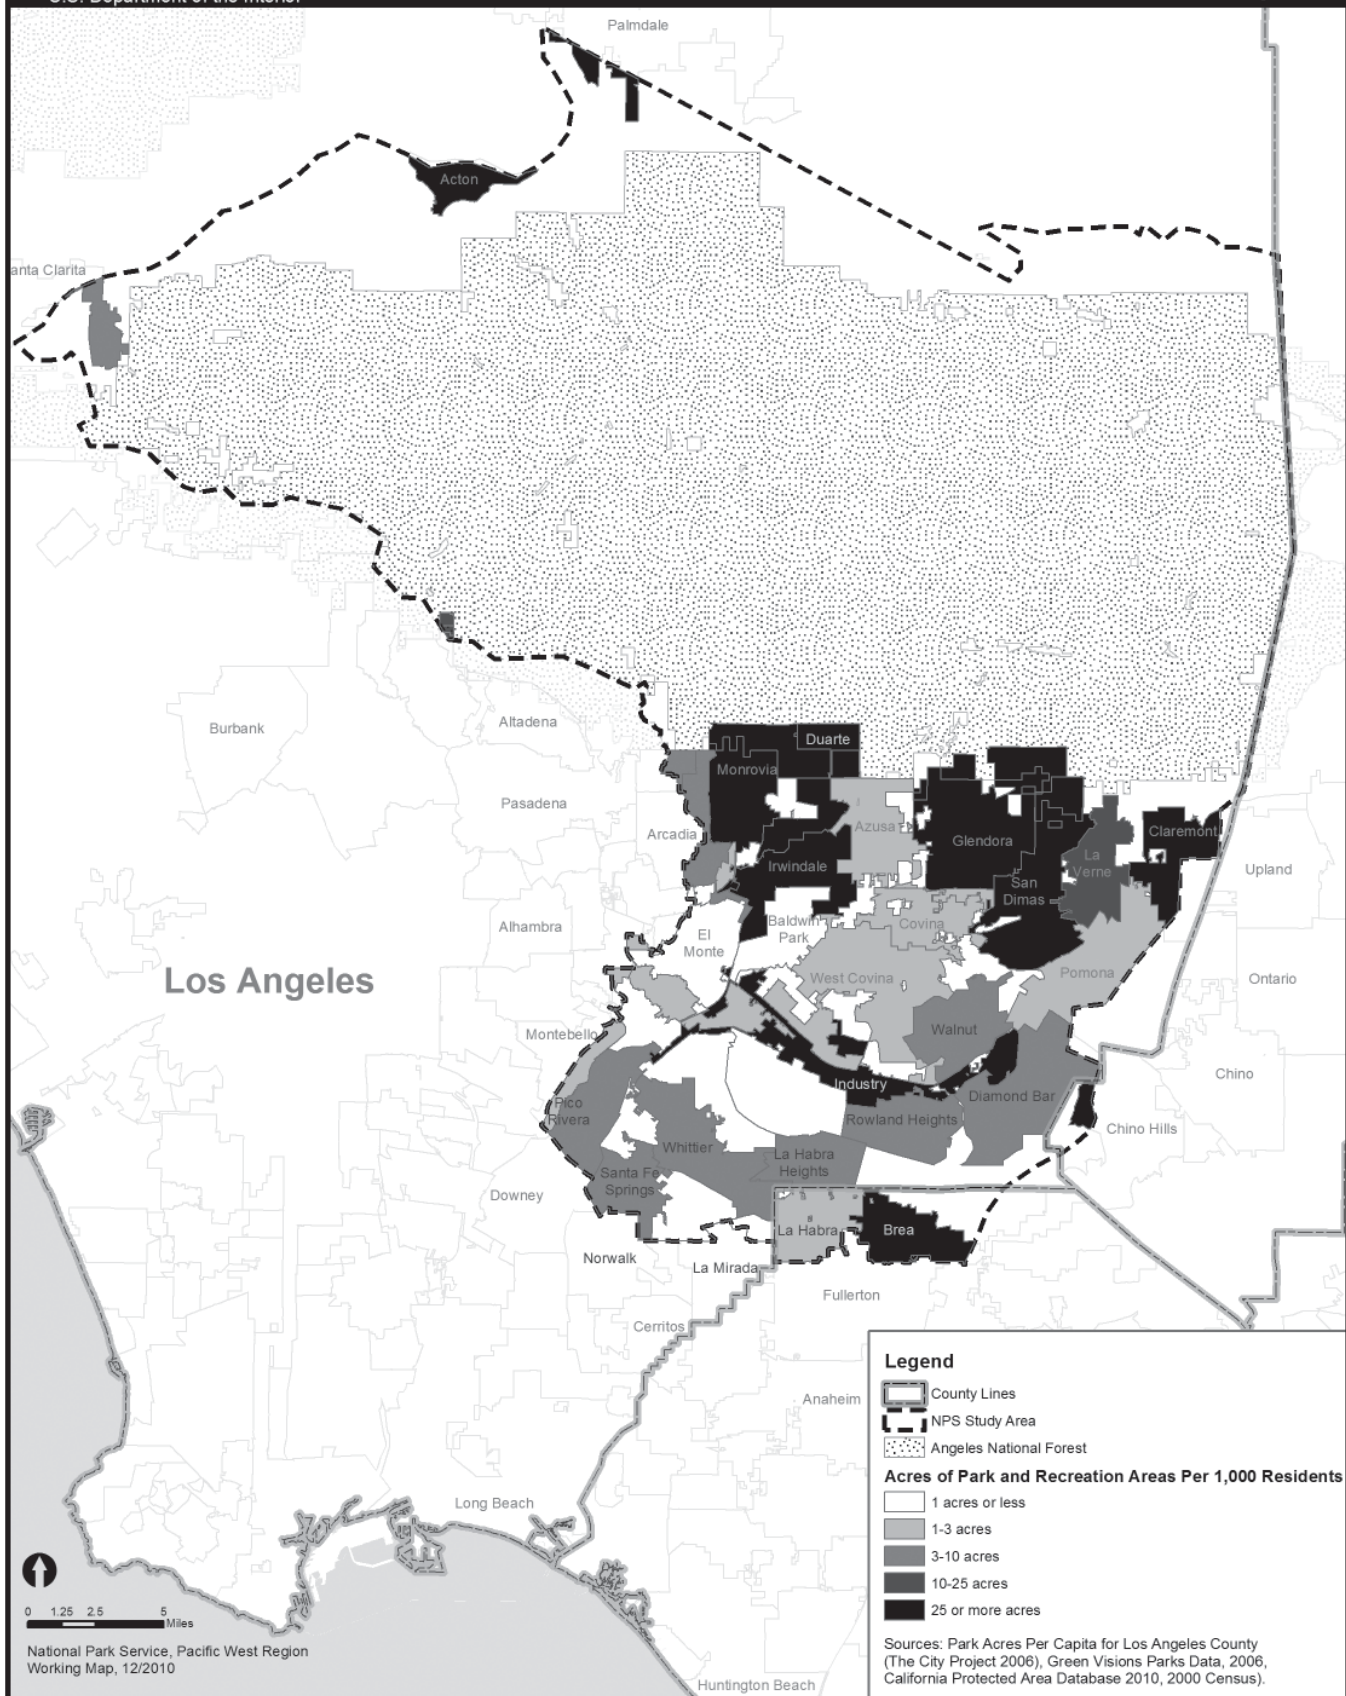 U.S. Department of the Interior
Palmdale
Acton
anta Clarita
Burbank
Altadena
Duarte
Monrovia
Pasadena
Arcadia
Azusa
Glendora
Claremont
Irwindale
La
Verne
Upland
San
Dimas
Alhambra
El
Monte
Baldwin
Park
Covina
Los Angeles
West Covina
Pomona
Ontario
Montebello
Walnut
Industry
Chino
Diamond Bar
Pico
Rivera
Rowland Heights
Chino Hills
Whittier
La Habra
Heights
Santa Fe
Springs
Downey
La Habra
Brea
Norwalk
La Mirada
Fullerton
Cerritos
Anaheim
Long Beach
Huntington Beach
Legend
County Lines
NPS Study Area
Angeles National Forest
Acres of Park and Recreation Areas Per 1,000 Residents
1 acres or less
1-3 acres
3-10 acres
10-25 acres
25 or more acres
Sources: Park Acres Per Capita for Los Angeles County
(The City Project 2006), Green Visions Parks Data, 2006,
California Protected Area Database 2010, 2000 Census).
0 1.25 2.5 5
Miles
National Park Service, Pacific West Region
Working Map, 12/2010